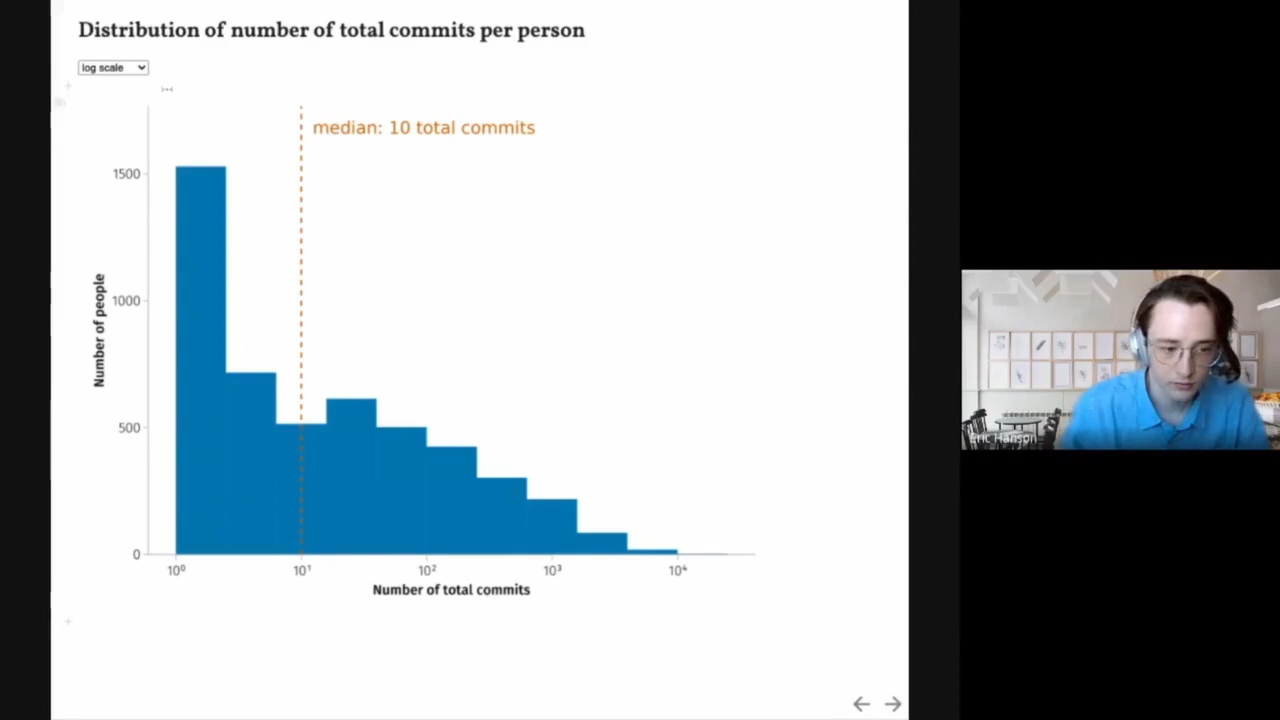 Distribution of number of total commits per person
log scale
median: 10 total commits
1500
1000
500
0
Number of people
10⁰
10¹
10²
10³
10⁴
Number of total commits
Eric Hanson